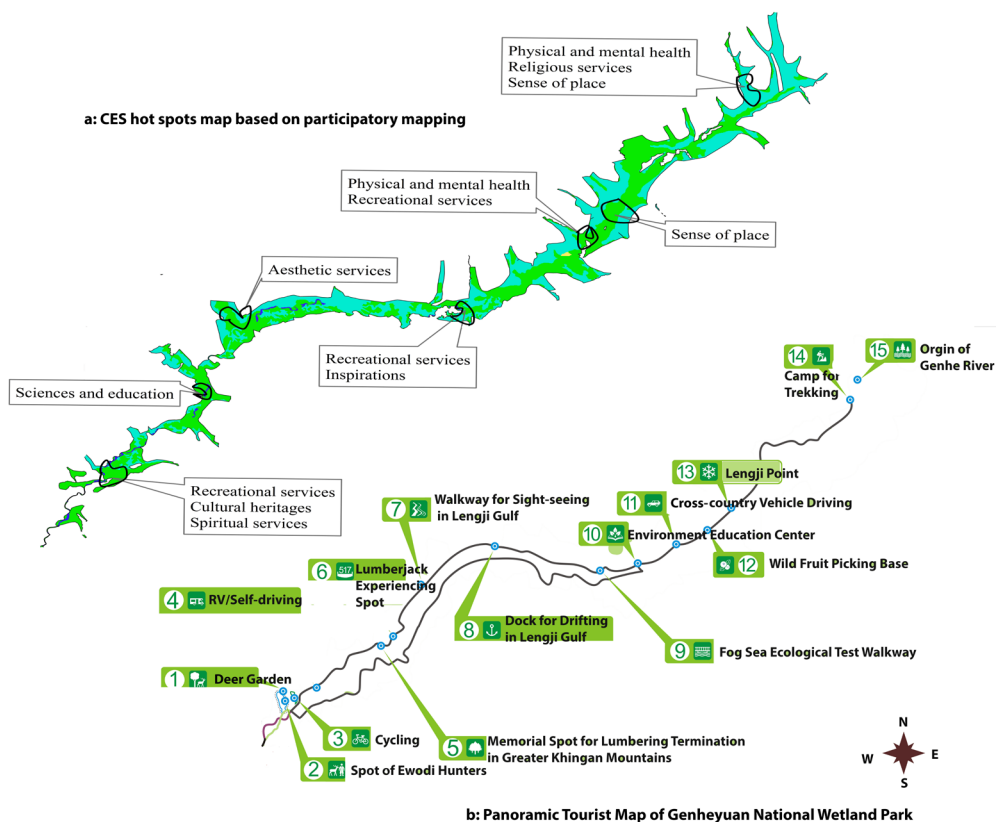 Physical and mental health
Religious services
Sense of place
a: CES hot spots map based on participatory mapping
Physical and mental health
Recreational services
Sense of place
Aesthetic services
Recreational services
Inspirations
Sciences and education
Recreational services
Cultural heritages
Spiritual services
15 Orgin of
Genhe River
14
Camp for
Trekking
13 Lengji Point
11 Cross-country Vehicle Driving
10 Environment Education Center
12 Wild Fruit Picking Base
7 Walkway for Sight-seeing
in Lengji Gulf
6 517 Lumberjack
Experiencing
Spot
4 RV/Self-driving
8 Dock for Drifting
in Lengji Gulf
9 Fog Sea Ecological Test Walkway
1 Deer Garden
3 Cycling
5 Memorial Spot for Lumbering Termination
in Greater Khingan Mountains
2 Spot of Ewodi Hunters
N
W E
S
b: Panoramic Tourist Map of Genheyuan National Wetland Park